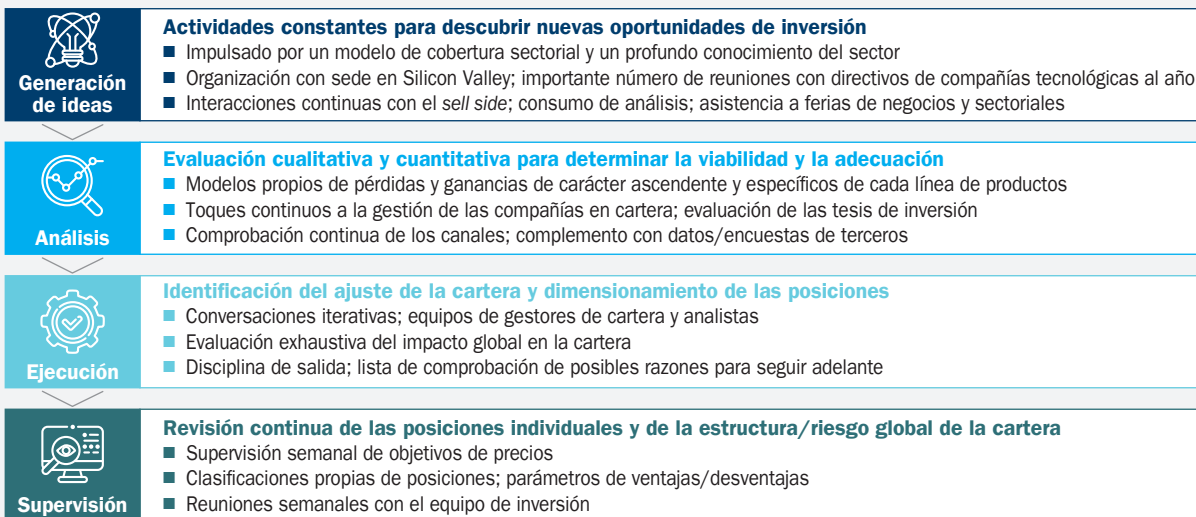 Generación
de ideas
Actividades constantes para descubrir nuevas oportunidades de inversión
Impulsado por un modelo de cobertura sectorial y un profundo conocimiento del sector
Organización con sede en Silicon Valley; importante número de reuniones con directivos de compañías tecnológicas al año
Interacciones continuas con el sell side; consumo de análisis; asistencia a ferias de negocios y sectoriales
Análisis
Evaluación cualitativa y cuantitativa para determinar la viabilidad y la adecuación
Modelos propios de pérdidas y ganancias de carácter ascendente y específicos de cada línea de productos
Toques continuos a la gestión de las compañías en cartera; evaluación de las tesis de inversión
Comprobación continua de los canales; complemento con datos/encuestas de terceros
Ejecución
Identificación del ajuste de la cartera y dimensionamiento de las posiciones
Conversaciones iterativas; equipos de gestores de cartera y analistas
Evaluación exhaustiva del impacto global en la cartera
Disciplina de salida; lista de comprobación de posibles razones para seguir adelante
Supervisión
Revisión continua de las posiciones individuales y de la estructura/riesgo global de la cartera
Supervisión semanal de objetivos de precios
Clasificaciones propias de posiciones; parámetros de ventajas/desventajas
Reuniones semanales con el equipo de inversión